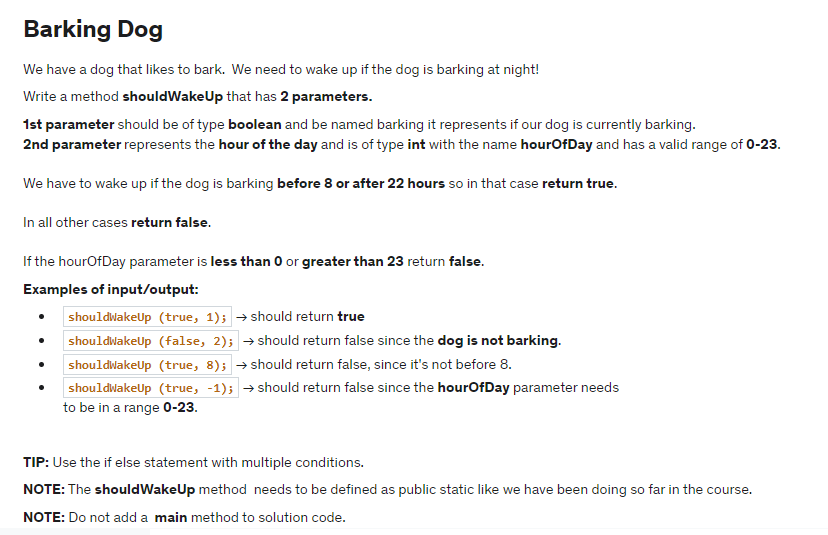 Barking Dog
We have a dog that likes to bark.  We need to wake up if the dog is barking at night!
Write a method shouldWakeUp that has 2 parameters.
1st parameter should be of type boolean and be named barking it represents if our dog is currently barking.
2nd parameter represents the hour of the day and is of type int with the name hourOfDay and has a valid range of 0-23.
We have to wake up if the dog is barking before 8 or after 22 hours so in that case return true.
In all other cases return false.
If the hourOfDay parameter is less than 0 or greater than 23 return false.
Examples of input/output:
• shouldWakeUp (true, 1); → should return true
• shouldWakeUp (false, 2); → should return false since the dog is not barking.
• shouldWakeUp (true, 8); → should return false, since it's not before 8.
• shouldWakeUp (true, -1); → should return false since the hourOfDay parameter needs
to be in a range 0-23.
TIP: Use the if else statement with multiple conditions.
NOTE: The shouldWakeUp method  needs to be defined as public static like we have been doing so far in the course.
NOTE: Do not add a  main method to solution code.